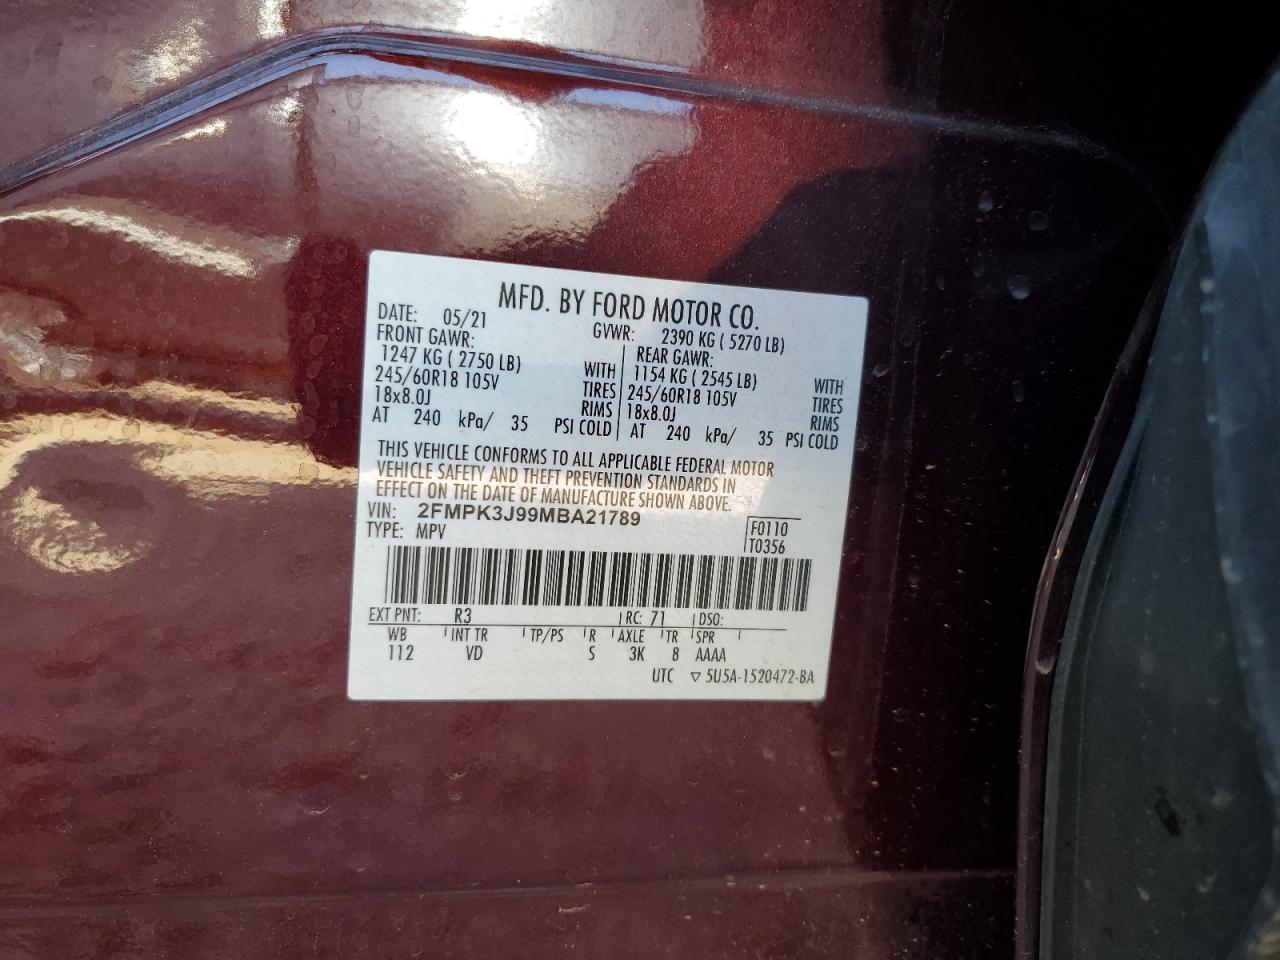 MFD. BY FORD MOTOR CO.
DATE: 05/21 GVWR: 2390 KG ( 5270 LB)
FRONT GAWR: REAR GAWR:
1247 KG ( 2750 LB) WITH 1154 KG ( 2545 LB) WITH
245/60R18 105V TIRES 245/60R18 105V TIRES
18x8.0J RIMS 18x8.0J RIMS
AT 240 kPa/ 35 PSI COLD AT 240 kPa/ 35 PSI COLD
THIS VEHICLE CONFORMS TO ALL APPLICABLE FEDERAL MOTOR
VEHICLE SAFETY AND THEFT PREVENTION STANDARDS IN
EFFECT ON THE DATE OF MANUFACTURE SHOWN ABOVE.
VIN: 2FMPK3J99MBA21789 F0110
TYPE: MPV T0356
EXT PNT: R3 RC: 71 DSO:
WB INT TR TP/PS R AXLE TR SPR
112 VD S 3K 8 AAAA
UTC ▽ 5U5A-1520472-BA